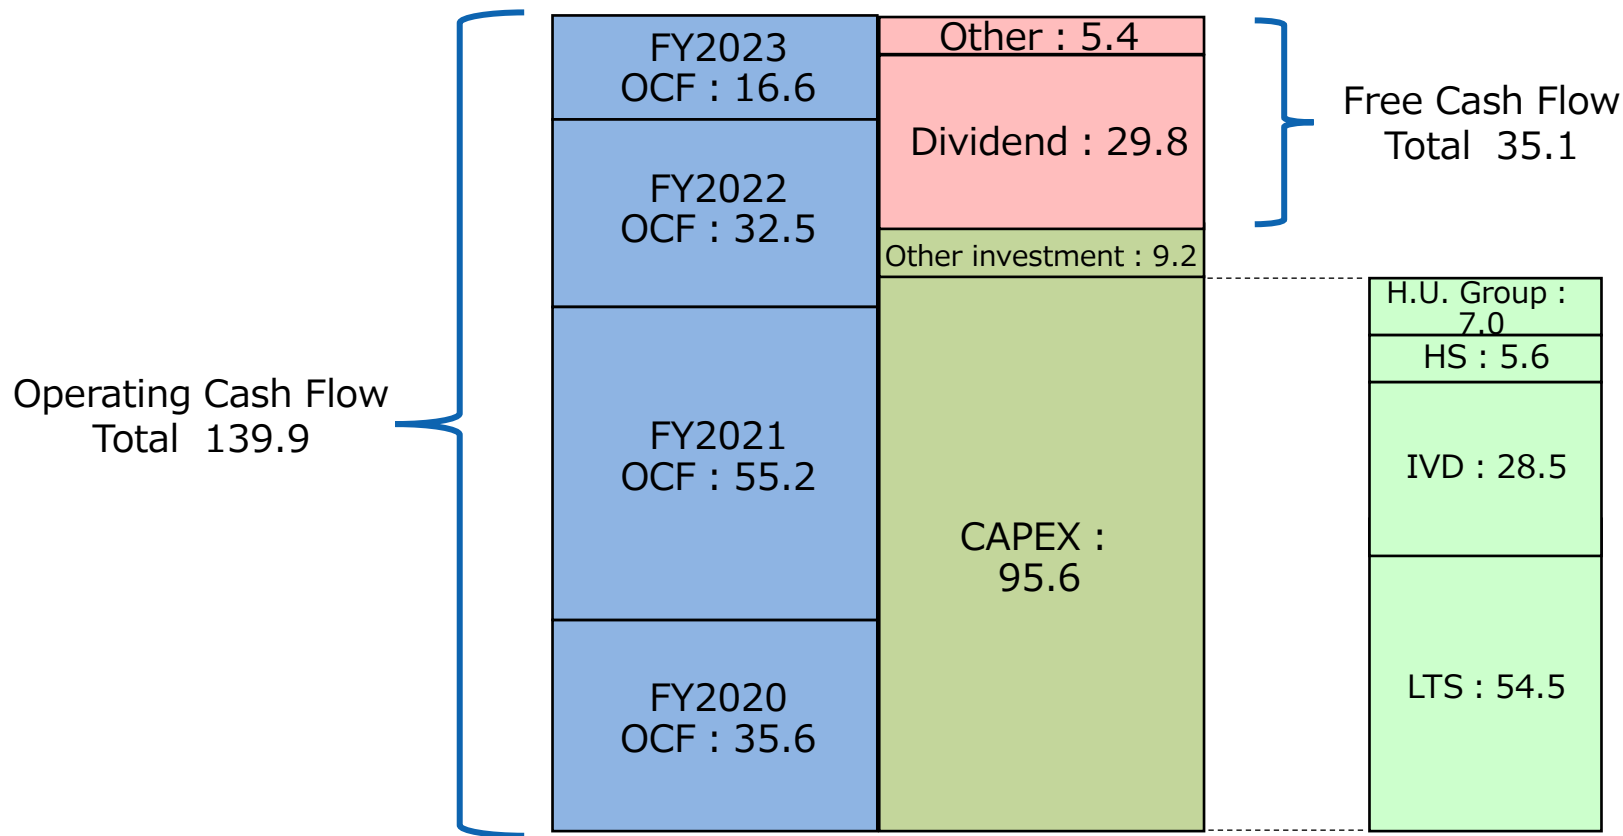 Operating Cash Flow
Total 139.9
FY2023
OCF : 16.6
FY2022
OCF : 32.5
FY2021
OCF : 55.2
FY2020
OCF : 35.6
Other : 5.4
Dividend : 29.8
Other investment : 9.2
CAPEX :
95.6
Free Cash Flow
Total 35.1
H.U. Group :
7.0
HS : 5.6
IVD : 28.5
LTS : 54.5